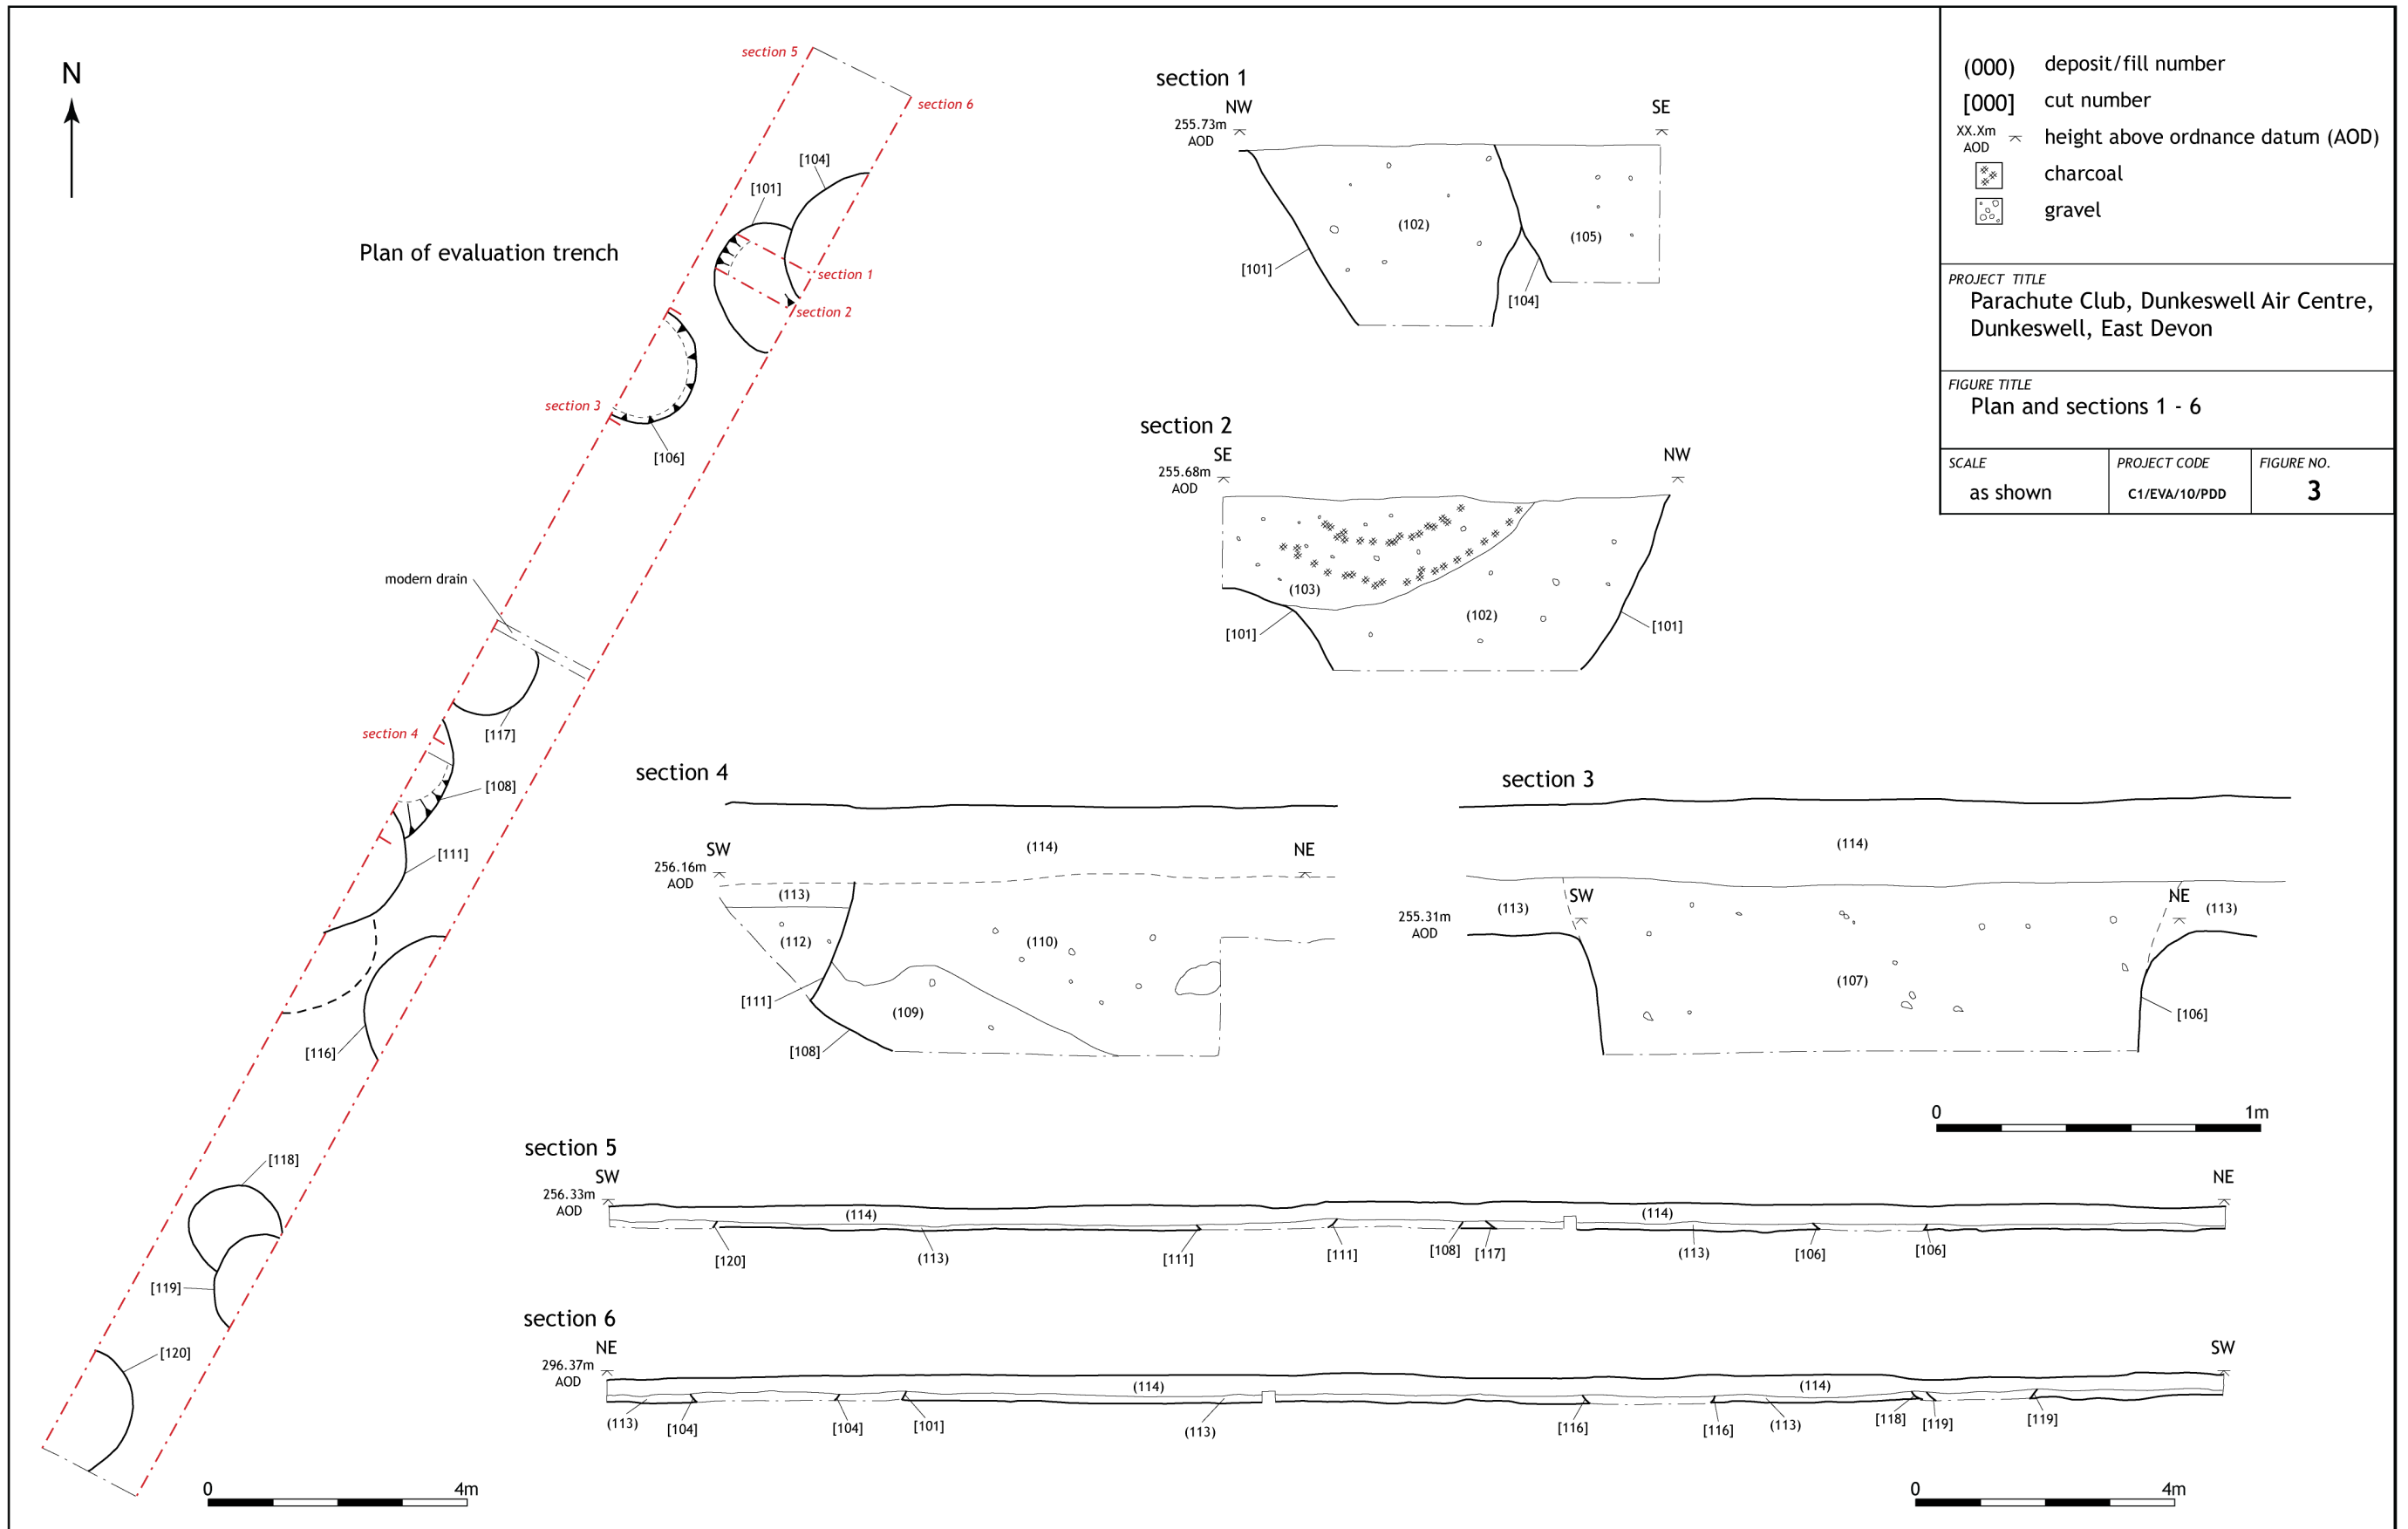 N
Plan of evaluation trench
section 5
section 6
[104]
[101]
section 1
section 2
section 3
[106]
modern drain
[117]
section 4
[108]
[111]
[116]
[118]
[119]
[120]
0 4m
section 1
NW SE
255.73m
AOD
(102)
(105)
[101]
[104]
section 2
SE NW
255.68m
AOD
(103)
(102)
[101]
[101]
section 4
(114)
SW NE
256.16m
AOD
(113)
(112)
(110)
[111]
(109)
[108]
section 3
(114)
SW NE
(113) (113)
255.31m
AOD
(107)
[106]
0 1m
section 5
SW NE
256.33m
AOD
(114) (114)
[120] (113) [111] [111] [108] [117] (113) [106] [106]
section 6
NE SW
296.37m
AOD
(114) (114)
(113) [104] [104] [101] (113) [116] [116] (113) [118] [119] [119]
0 4m
(000) deposit/fill number
[000] cut number
XX.Xm
AOD
height above ordnance datum (AOD)
charcoal
gravel
PROJECT TITLE
Parachute Club, Dunkeswell Air Centre,
Dunkeswell, East Devon
FIGURE TITLE
Plan and sections 1 - 6
SCALE
as shown
PROJECT CODE
C1/EVA/10/PDD
FIGURE NO.
3